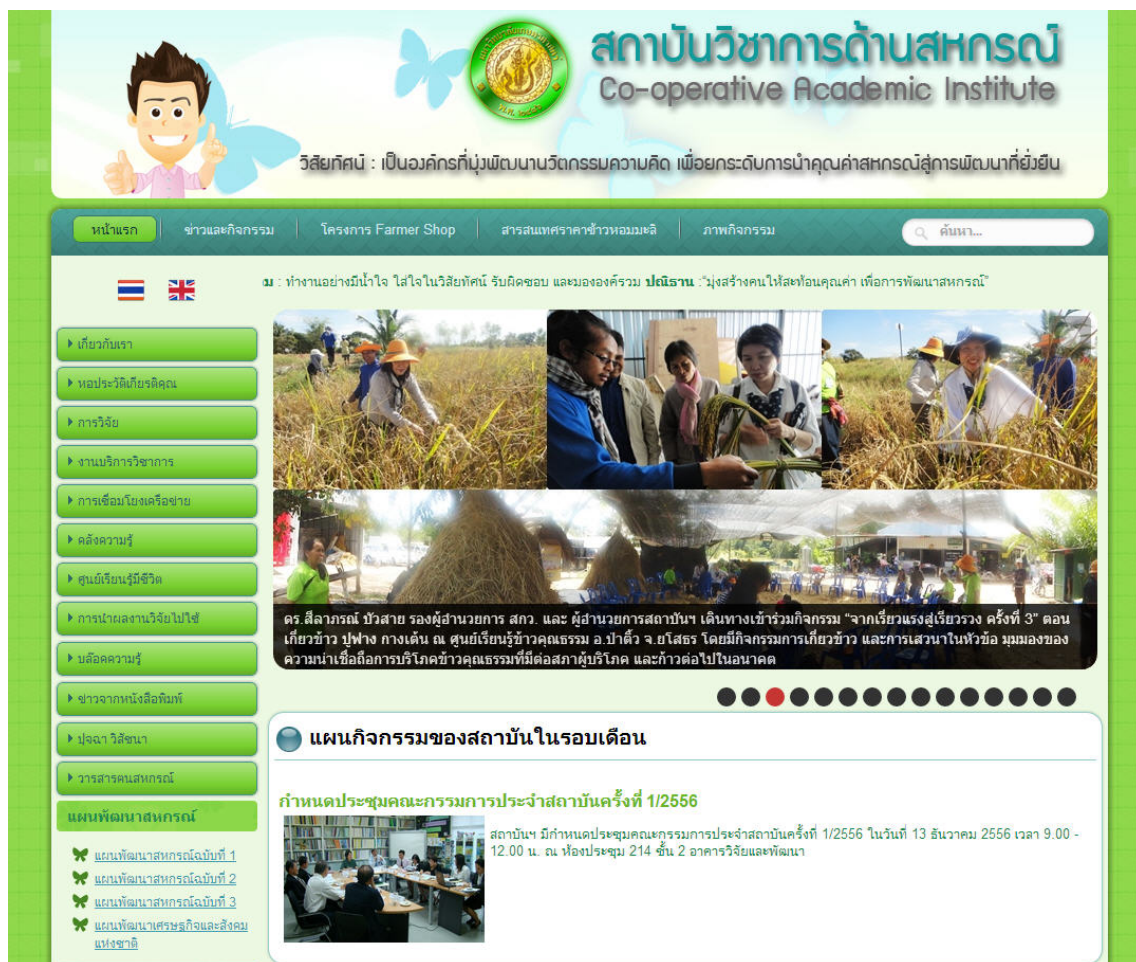 สถาบันวิชาการด้านสหกรณ์
Co-operative Academic Institute
วิสัยทัศน์ : เป็นองค์กรที่มุ่งพัฒนานวัตกรรมความคิด เพื่อยกระดับการนำคุณค่าสหกรณ์สู่การพัฒนาที่ยั่งยืน
หน้าแรก
ข่าวและกิจกรรม
โครงการ Farmer Shop
สารสนเทศราคาข้าวหอมมะลิ
ภาพกิจกรรม
ค้นหา...
ม : ทำงานอย่างมีน้ำใจ ใส่ใจในวิสัยทัศน์ รับผิดชอบ และมององค์รวม ปณิธาน :"มุ่งสร้างคนให้สะท้อนคุณค่า เพื่อการพัฒนาสหกรณ์"
เกี่ยวกับเรา
หอประวัติเกียรติคุณ
การวิจัย
งานบริการวิชาการ
การเชื่อมโยงเครือข่าย
คลังความรู้
ศูนย์เรียนรู้มีชีวิต
การนำผลงานวิจัยไปใช้
บล๊อคความรู้
ข่าวจากหนังสือพิมพ์
ปุจฉา วิสัชนา
วารสารคนสหกรณ์
แผนพัฒนาสหกรณ์
แผนพัฒนาสหกรณ์ฉบับที่ 1
แผนพัฒนาสหกรณ์ฉบับที่ 2
แผนพัฒนาสหกรณ์ฉบับที่ 3
แผนพัฒนาเศรษฐกิจและสังคม
แห่งชาติ
ดร.สีลาภรณ์ บัวสาย รองผู้อำนวยการ สกว. และ ผู้อำนวยการสถาบันฯ เดินทางเข้าร่วมกิจกรรม "จากเรี่ยวแรงสู่เรียวรวง ครั้งที่ 3" ตอน
เกี่ยวข้าว ปูฟาง กางเต้น ณ ศูนย์เรียนรู้ข้าวคุณธรรม อ.ป่าติ้ว จ.ยโสธร โดยมีกิจกรรมการเกี่ยวข้าว และการเสวนาในหัวข้อ มุมมองของ
ความน่าเชื่อถือการบริโภคข้าวคุณธรรมที่มีต่อสภาผู้บริโภค และก้าวต่อไปในอนาคต
แผนกิจกรรมของสถาบันในรอบเดือน
กำหนดประชุมคณะกรรมการประจำสถาบันครั้งที่ 1/2556
สถาบันฯ มีกำหนดประชุมคณะกรรมการประจำสถาบันครั้งที่ 1/2556 ในวันที่ 13 ธันวาคม 2556 เวลา 9.00 -
12.00 น. ณ ห้องประชุม 214 ชั้น 2 อาคารวิจัยและพัฒนา